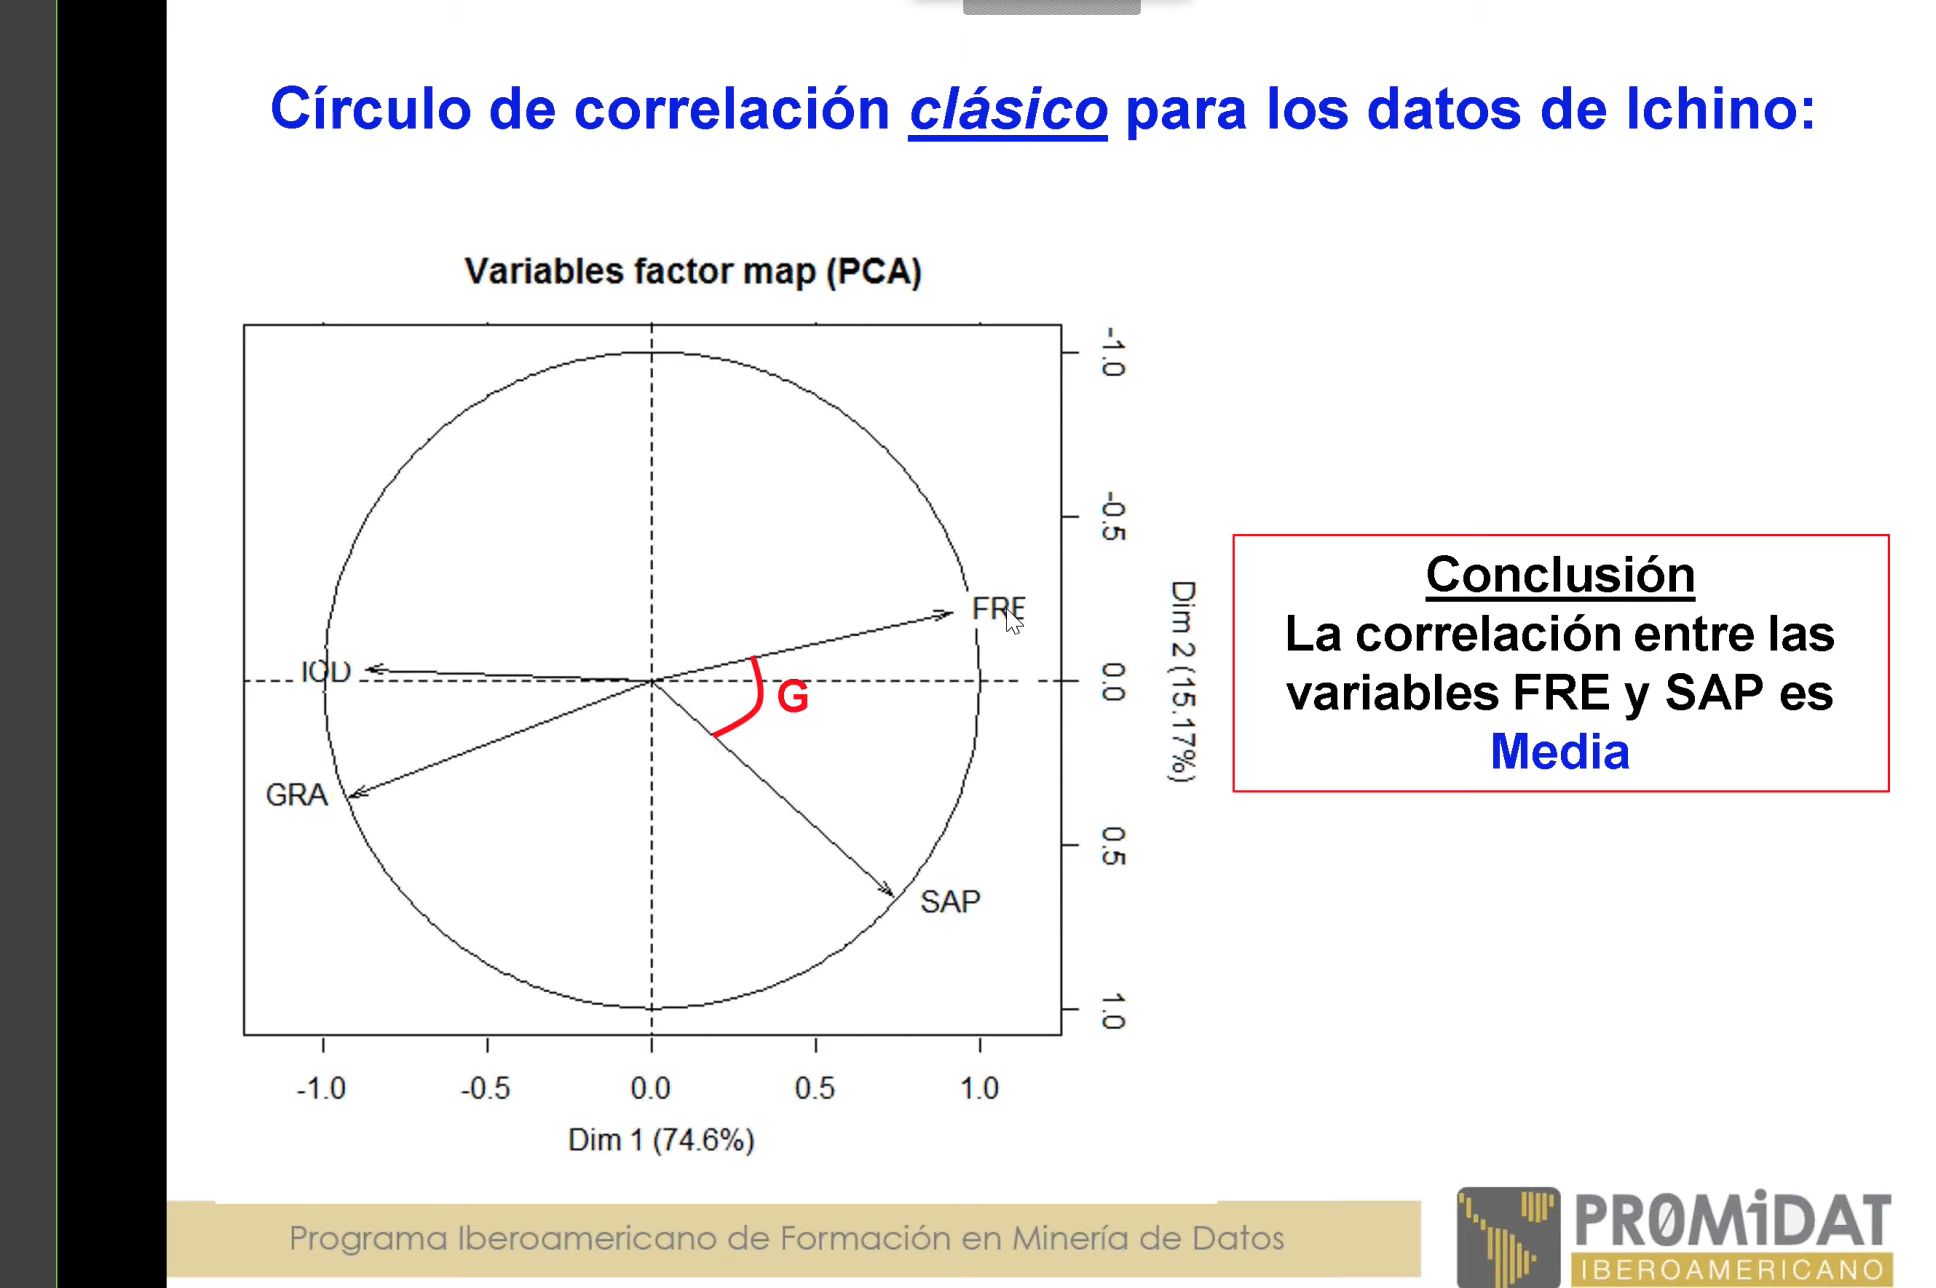 Círculo de correlación clásico para los datos de Ichino:
Variables factor map (PCA)
-1.0
-0.5
0.0
0.5
1.0
Dim 2 (15.17%)
FRE
IOD
G
GRA
SAP
-1.0 -0.5 0.0 0.5 1.0
Dim 1 (74.6%)
Conclusión
La correlación entre las
variables FRE y SAP es
Media
Programa Iberoamericano de Formación en Minería de Datos
PR0MiDAT
IBEROAMERICANO